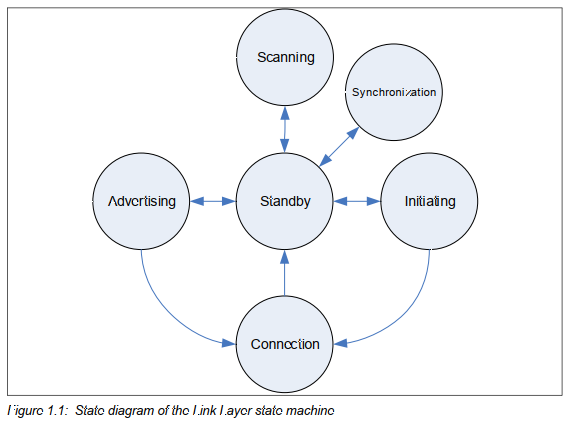 Scanning
Synchronization
Advertising
Standby
Initiating
Connection
Figure 1.1: State diagram of the Link Layer state machine